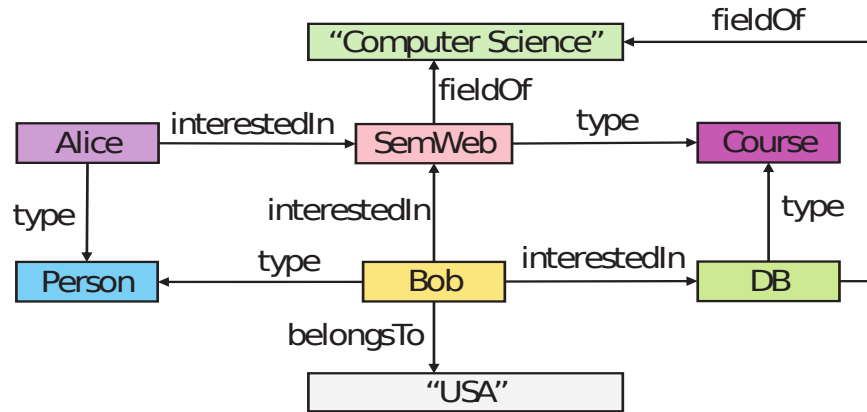 fieldOf
“Computer Science”
fieldOf
interestedIn
type
Alice
SemWeb
Course
type
interestedIn
type
type
interestedIn
Person
Bob
DB
belongsTo
“USA”